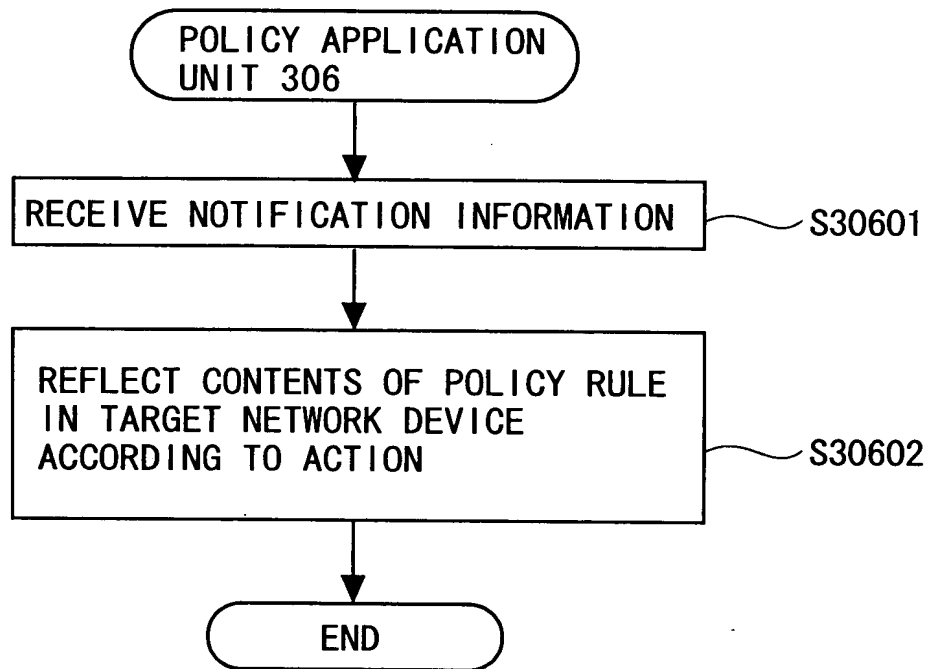 POLICY APPLICATION
UNIT 306
RECEIVE NOTIFICATION INFORMATION
S30601
REFLECT CONTENTS OF POLICY RULE
IN TARGET NETWORK DEVICE
ACCORDING TO ACTION
S30602
END